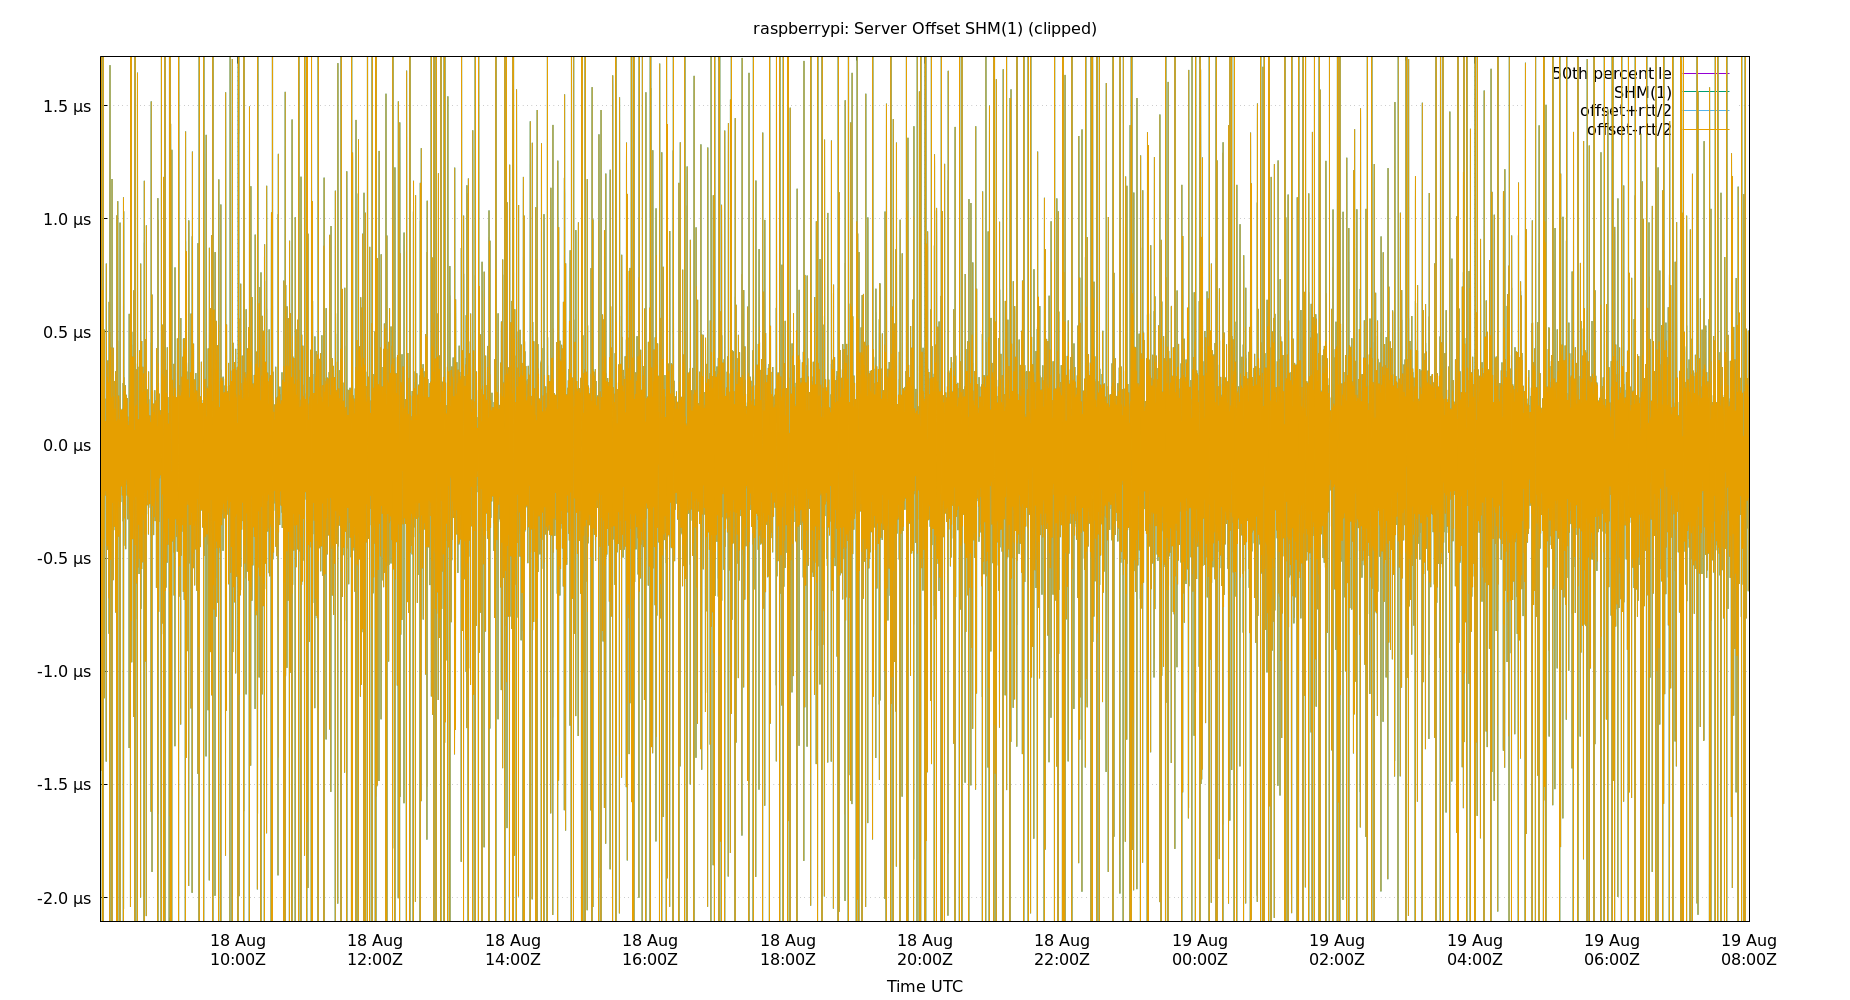 raspberrypi: Server Offset SHM(1) (clipped)
50th percentile
SHM(1)
offset+rtt/2
offset-rtt/2
1.5 µs
1.0 µs
0.5 µs
0.0 µs
-0.5 µs
-1.0 µs
-1.5 µs
-2.0 µs
18 Aug 18 Aug 18 Aug 18 Aug 18 Aug 18 Aug 18 Aug 19 Aug 19 Aug 19 Aug 19 Aug 19 Aug
10:00Z 12:00Z 14:00Z 16:00Z 18:00Z 20:00Z 22:00Z 00:00Z 02:00Z 04:00Z 06:00Z 08:00Z
Time UTC